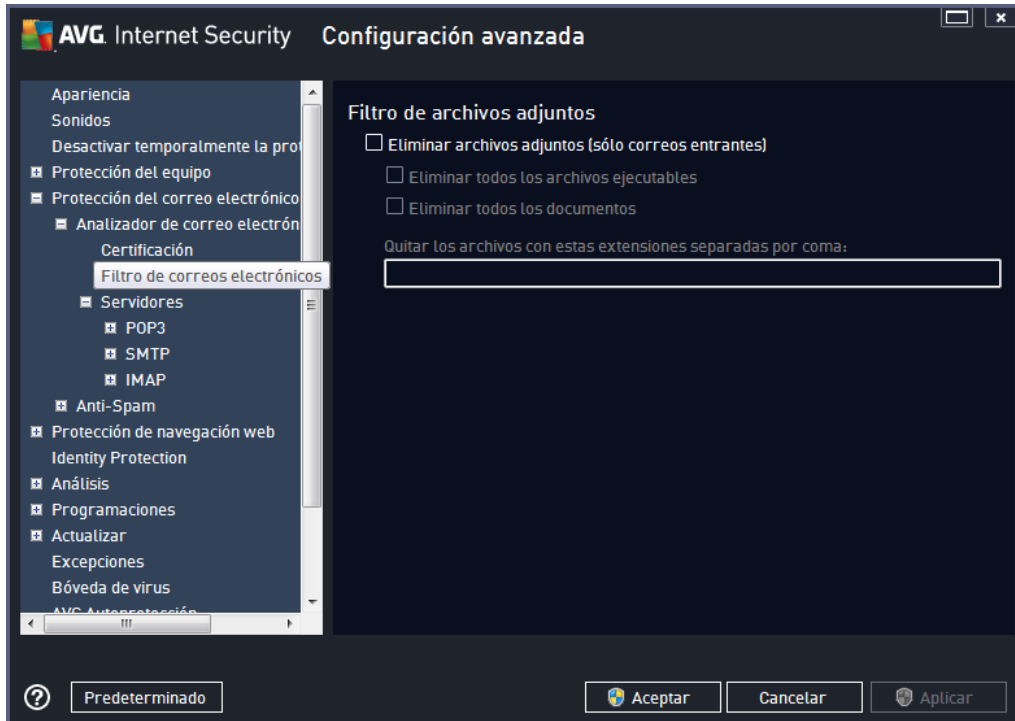 AVG. Internet Security Configuración avanzada
Apariencia
Sonidos
Desactivar temporalmente la prot
Protección del equipo
Protección del correo electrónico
Analizador de correo electrón
Certificación
Filtro de correos electrónicos
Servidores
POP3
SMTP
IMAP
Anti-Spam
Protección de navegación web
Identity Protection
Análisis
Programaciones
Actualizar
Excepciones
Bóveda de virus
AVG Autoprotección
Filtro de archivos adjuntos
Eliminar archivos adjuntos (sólo correos entrantes)
Eliminar todos los archivos ejecutables
Eliminar todos los documentos
Quitar los archivos con estas extensiones separadas por coma:
Predeterminado
Aceptar
Cancelar
Aplicar